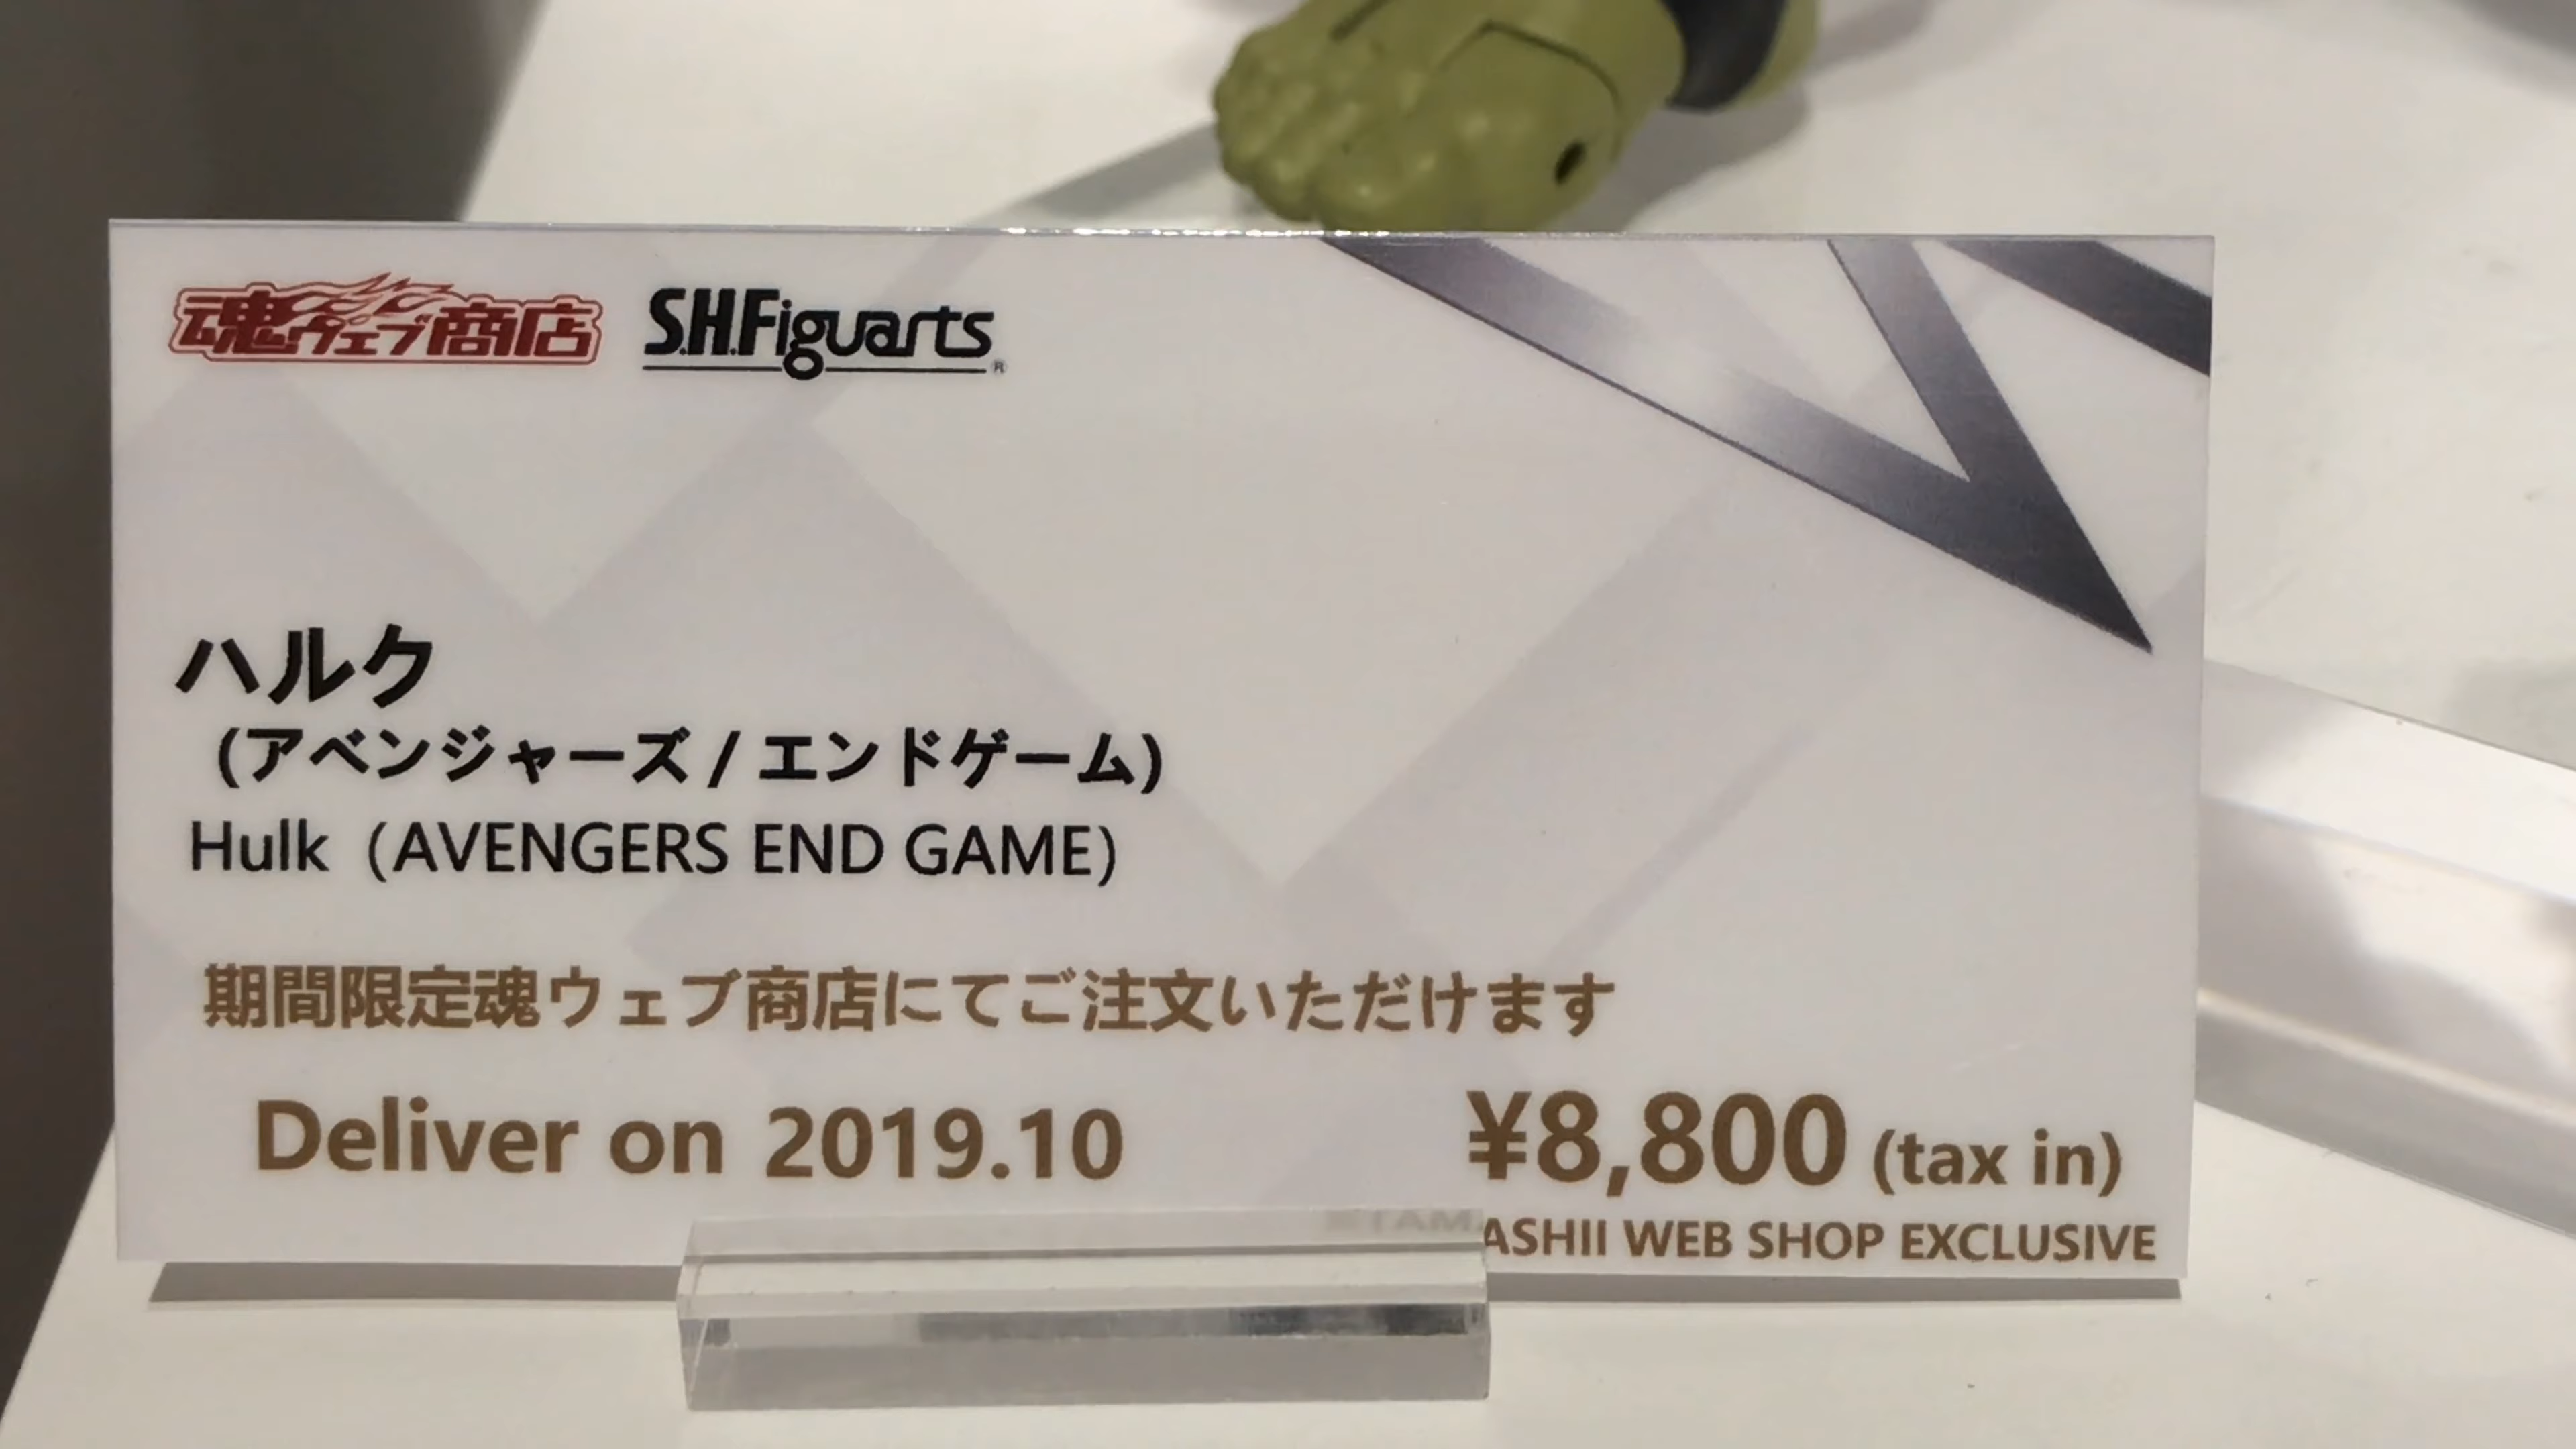 魂ウェブ商店 S.H.Figuarts ®
ハルク
(アベンジャーズ / エンドゲーム)
Hulk（AVENGERS END GAME）
期間限定魂ウェブ商店にてご注文いただけます
Deliver on 2019.10 ¥8,800 (tax in)
※TAMASHII WEB SHOP EXCLUSIVE